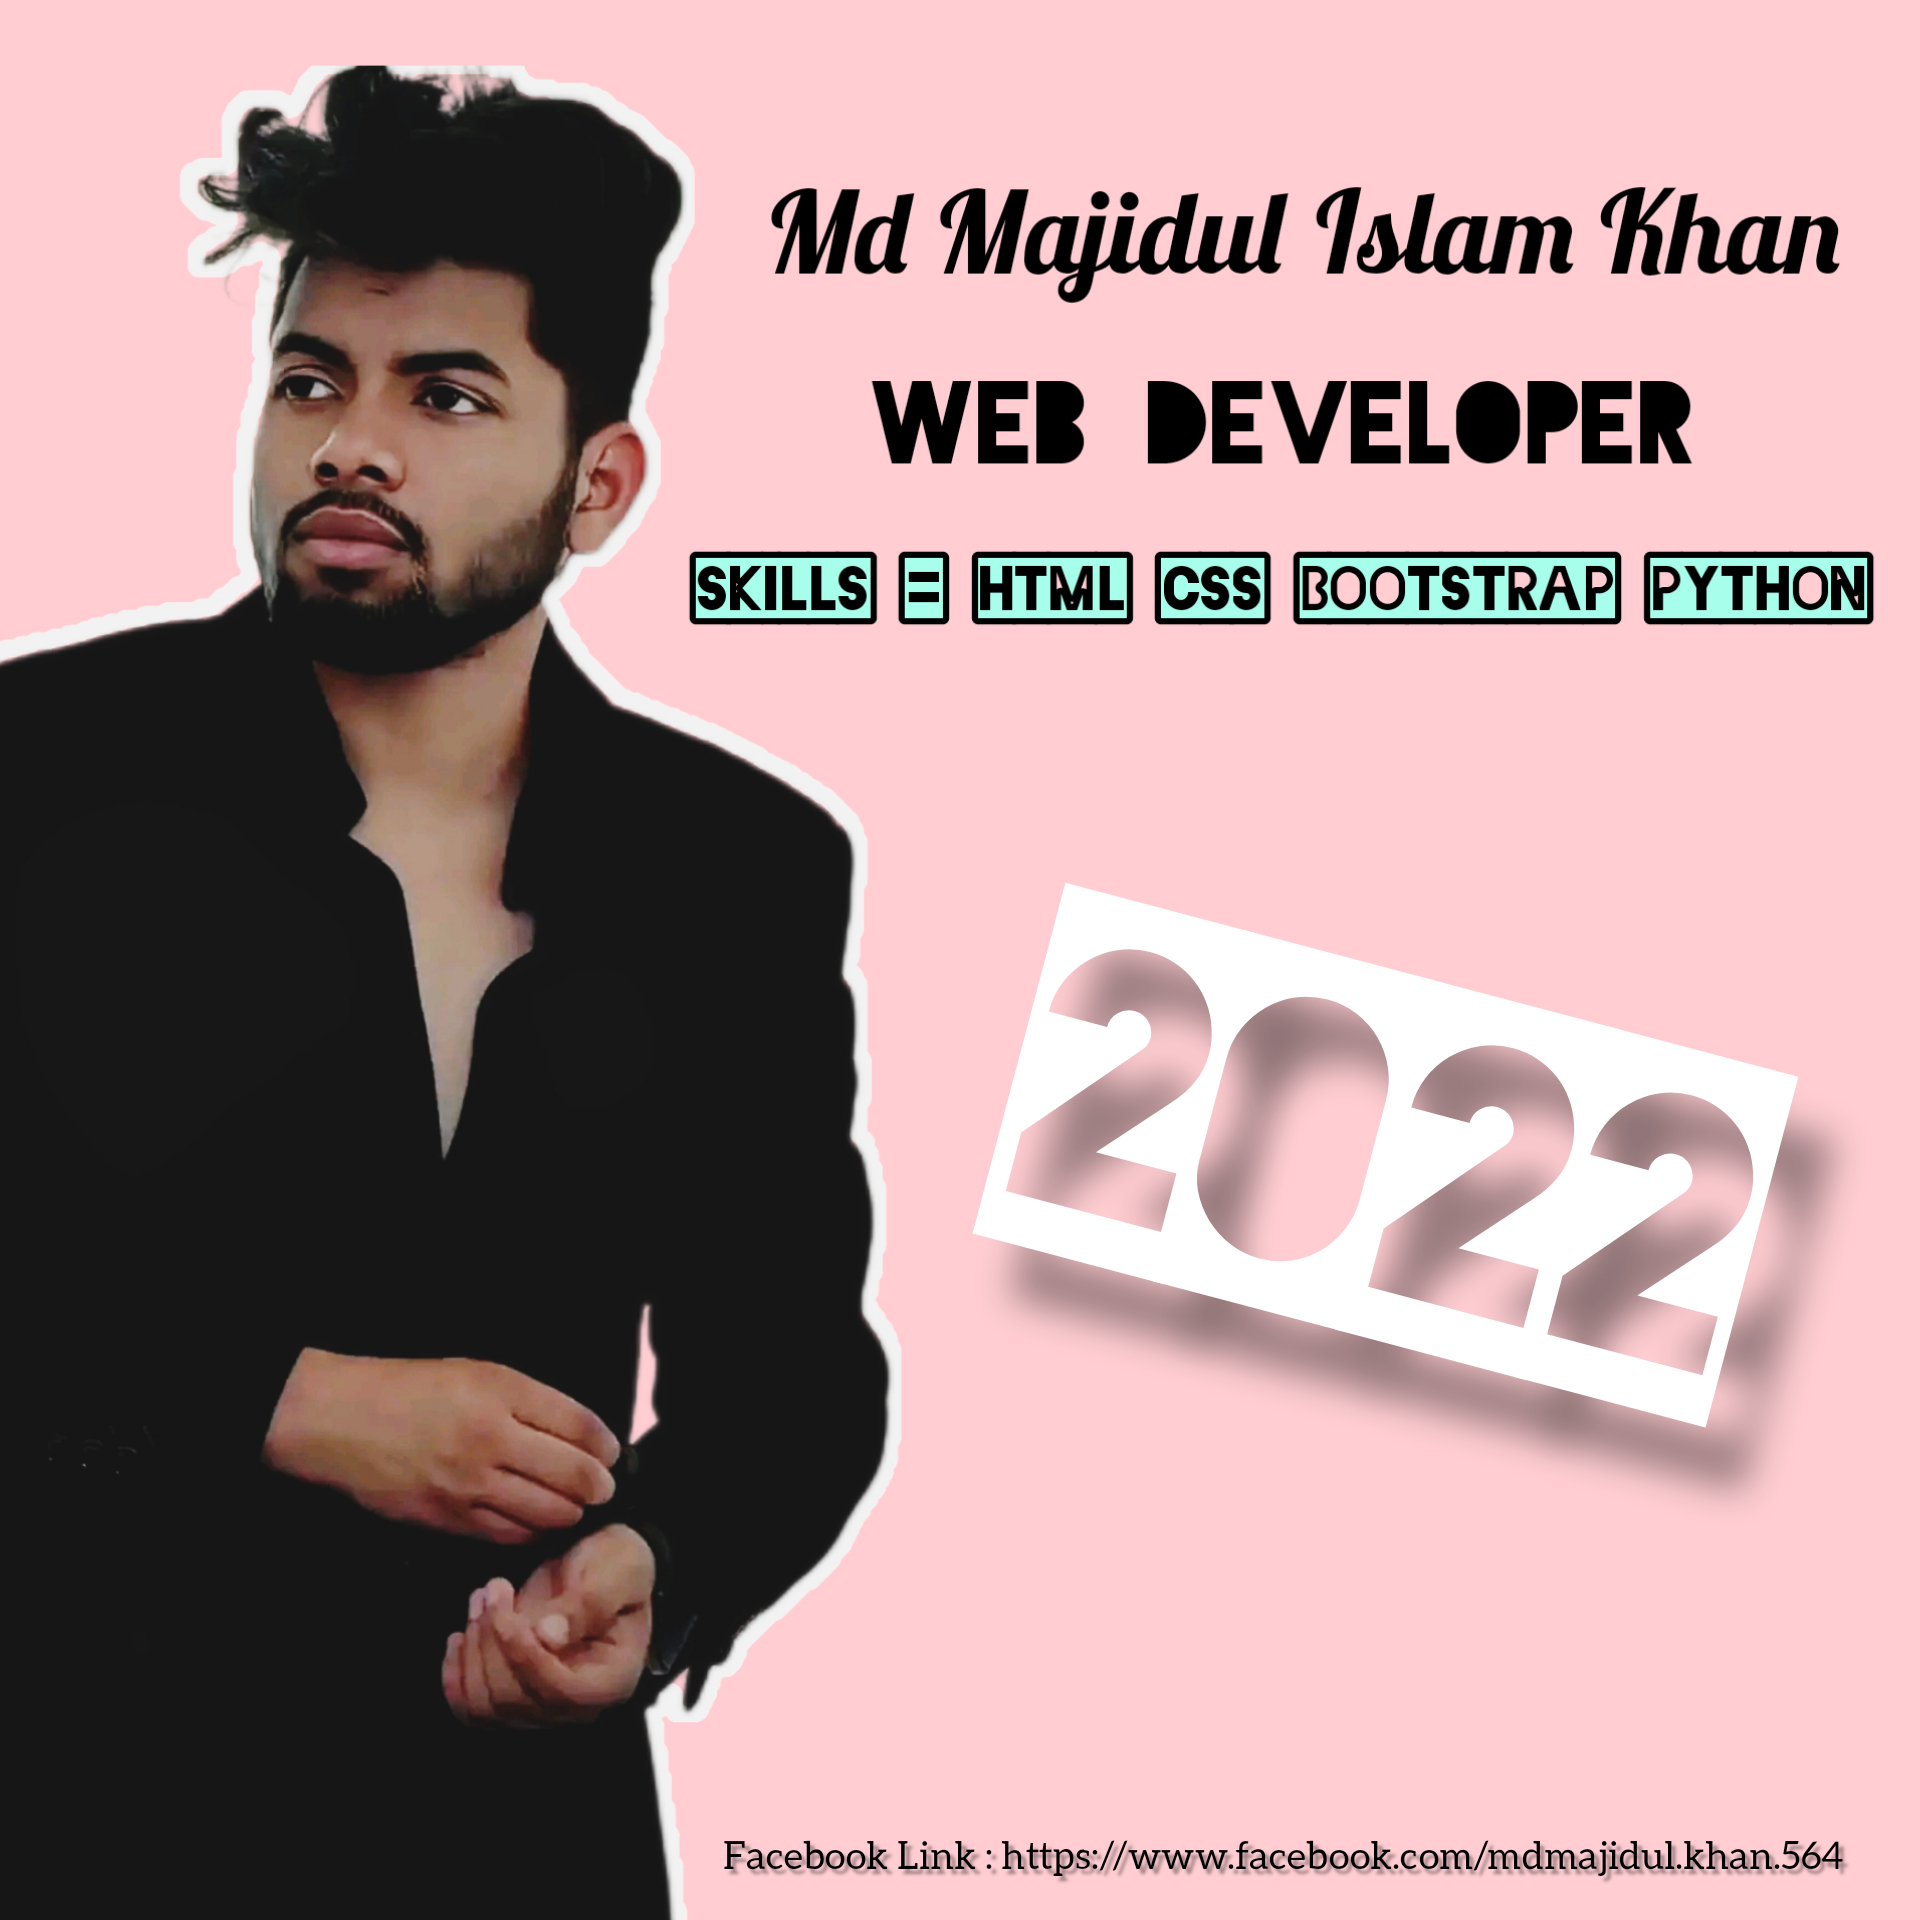 Md Majidul Islam Khan
WEB DEVELOPER
SKILLS = HTML CSS BOOTSTRAP PYTHON
2022
Facebook Link : https://www.facebook.com/mdmajidul.khan.564